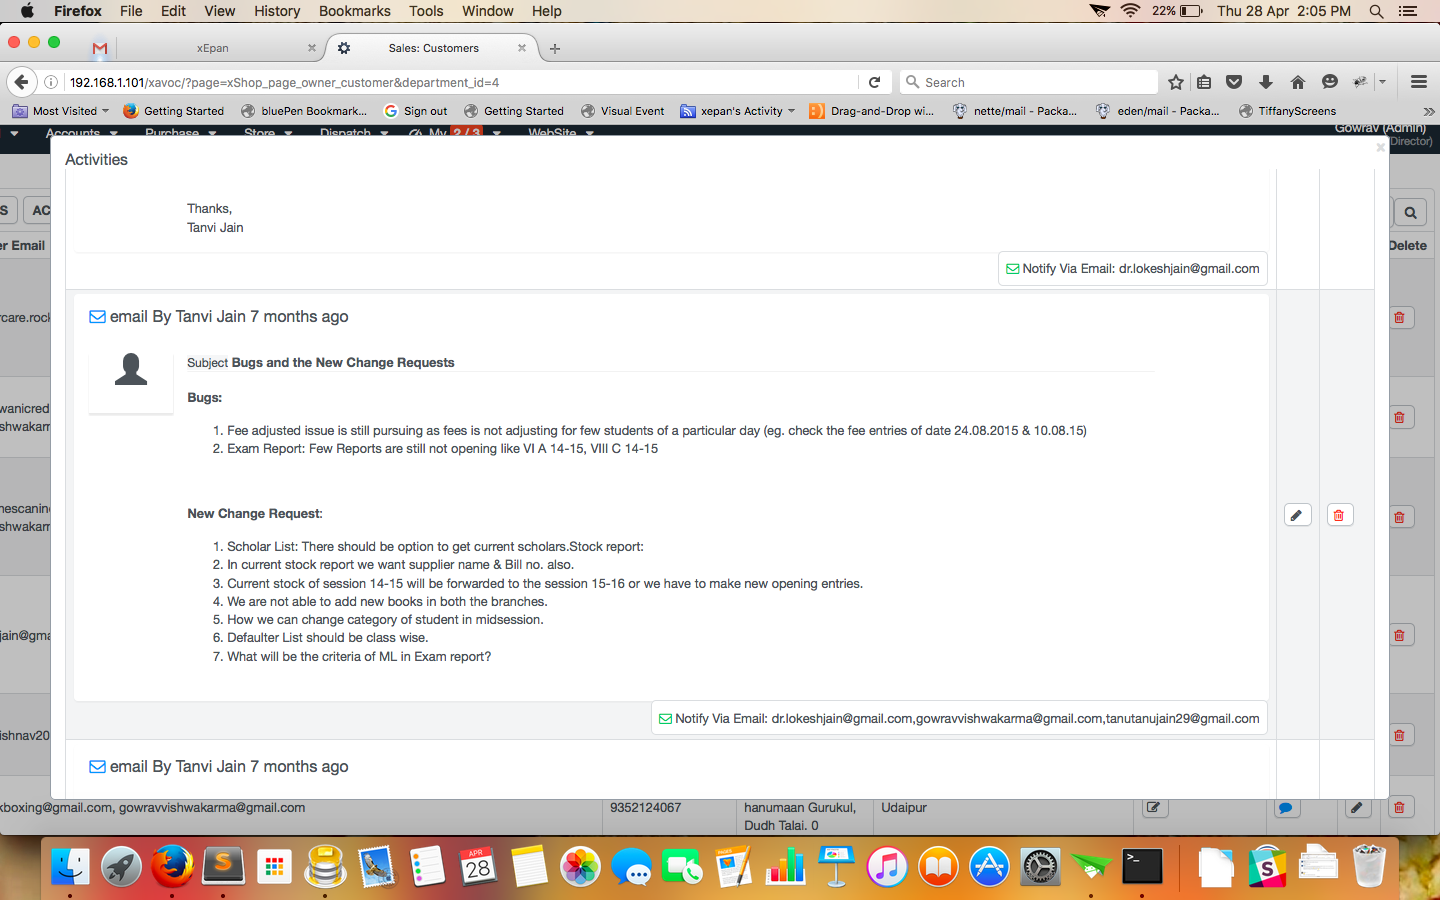 Firefox File Edit View History Bookmarks Tools Window Help 22% Thu 28 Apr 2:05 PM
xEpan Sales: Customers
192.168.1.101/xavoc/?page=xShop_page_owner_customer&department_id=4 Search
Most Visited Getting Started bluePen Bookmark... Sign out Getting Started Visual Event xepan's Activity Drag-and-Drop wi... nette/mail - Packa... eden/mail - Packa... TiffanyScreens
Accounts Purchase Store Dispatch My 2 / 3 WebSite Gowrav (Admin)
Director)
Activities
Thanks,
S AC
Tanvi Jain
er Email Delete
Notify Via Email: dr.lokeshjain@gmail.com
email By Tanvi Jain 7 months ago
rcare.rock
Subject Bugs and the New Change Requests
Bugs:
wanicred
shwakarm
1. Fee adjusted issue is still pursuing as fees is not adjusting for few students of a particular day (eg. check the fee entries of date 24.08.2015 & 10.08.15)
2. Exam Report: Few Reports are still not opening like VI A 14-15, VIII C 14-15
nescanin
shwakarm
New Change Request:
1. Scholar List: There should be option to get current scholars.Stock report:
2. In current stock report we want supplier name & Bill no. also.
3. Current stock of session 14-15 will be forwarded to the session 15-16 or we have to make new opening entries.
4. We are not able to add new books in both the branches.
5. How we can change category of student in midsession.
6. Defaulter List should be class wise.
jain@gma
7. What will be the criteria of ML in Exam report?
Notify Via Email: dr.lokeshjain@gmail.com,gowravvishwakarma@gmail.com,tanutanujain29@gmail.com
ishnav20
email By Tanvi Jain 7 months ago
kboxing@gmail.com, gowravvishwakarma@gmail.com 9352124067 hanumaan Gurukul, Udaipur
Dudh Talai. 0
APR
28